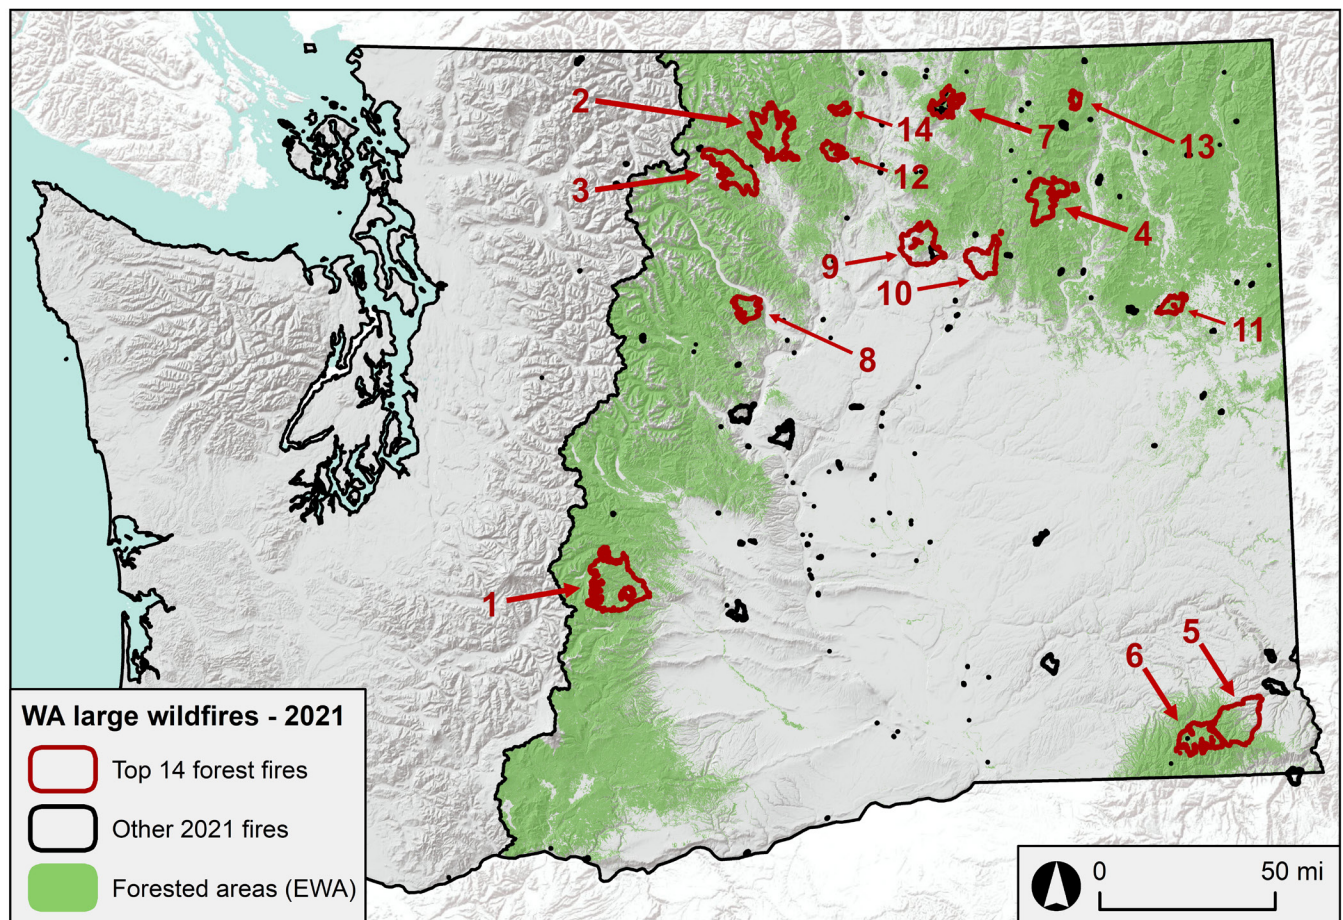 2
14
7
13
3
12
4
9
10
11
8
1
5
6
WA large wildfires - 2021
Top 14 forest fires
Other 2021 fires
Forested areas (EWA)
0 50 mi